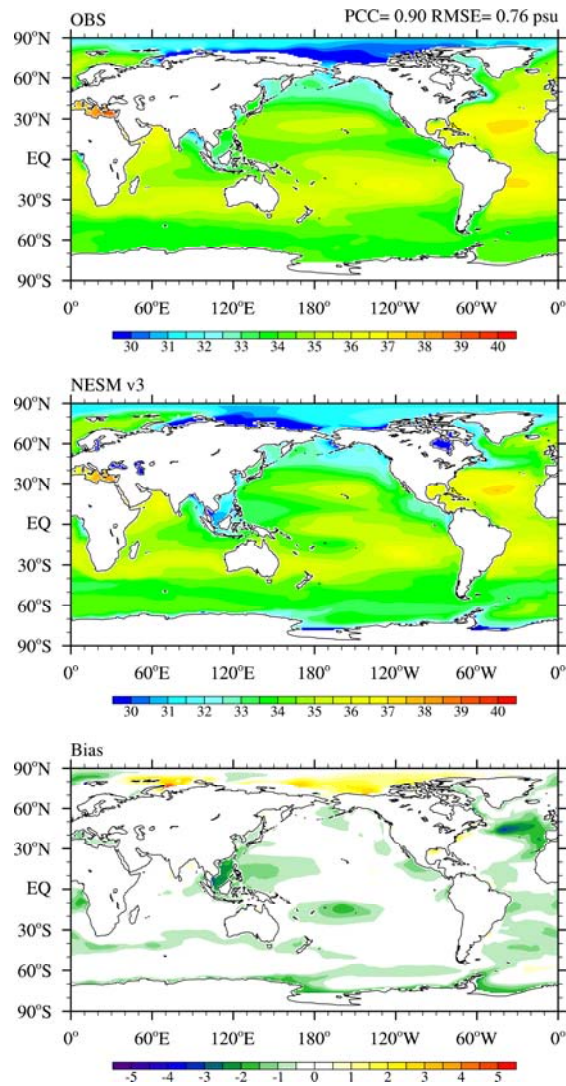 OBS PCC= 0.90 RMSE= 0.76 psu
90°N
60°N
30°N
EQ
30°S
60°S
90°S
0° 60°E 120°E 180° 120°W 60°W 0°
30 31 32 33 34 35 36 37 38 39 40
NESM v3
90°N
60°N
30°N
EQ
30°S
60°S
90°S
0° 60°E 120°E 180° 120°W 60°W 0°
30 31 32 33 34 35 36 37 38 39 40
Bias
90°N
60°N
30°N
EQ
30°S
60°S
90°S
0° 60°E 120°E 180° 120°W 60°W 0°
-5 -4 -3 -2 -1 0 1 2 3 4 5